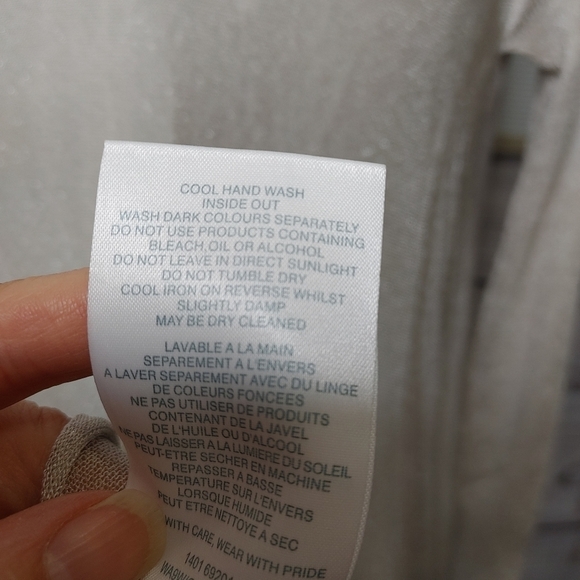 COOL HAND WASH
INSIDE OUT
WASH DARK COLOURS SEPARATELY
DO NOT USE PRODUCTS CONTAINING
BLEACH,OIL OR ALCOHOL
DO NOT LEAVE IN DIRECT SUNLIGHT
DO NOT TUMBLE DRY
COOL IRON ON REVERSE WHILST
SLIGHTLY DAMP
MAY BE DRY CLEANED
LAVABLE A LA MAIN
SEPAREMENT A L'ENVERS
A LAVER SEPAREMENT AVEC DU LINGE
DE COLEURS FONCEES
NE PAS UTILISER DE PRODUITS
CONTENANT DE LA JAVEL
DE L'HUILE OU D'ALCOOL
NE PAS LAISSER A LA LUMIERE DU SOLEIL
PEUT-ETRE SECHER EN MACHINE
REPASSER A BASSE
TEMPERATURE SUR L'ENVERS
LORSQUE HUMIDE
PEUT ETRE NETTOYE A SEC
WITH CARE, WEAR WITH PRIDE